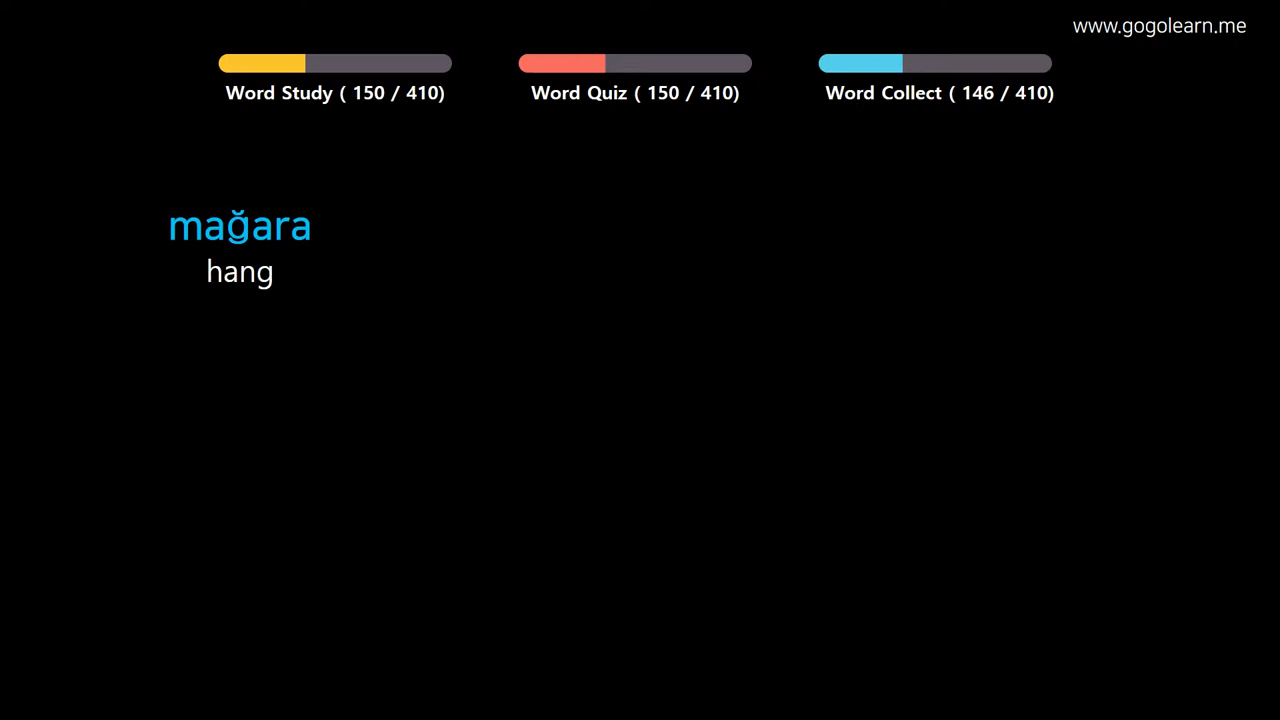 www.gogolearn.me
Word Study ( 150 / 410)
Word Quiz ( 150 / 410)
Word Collect ( 146 / 410)
mağara
hang